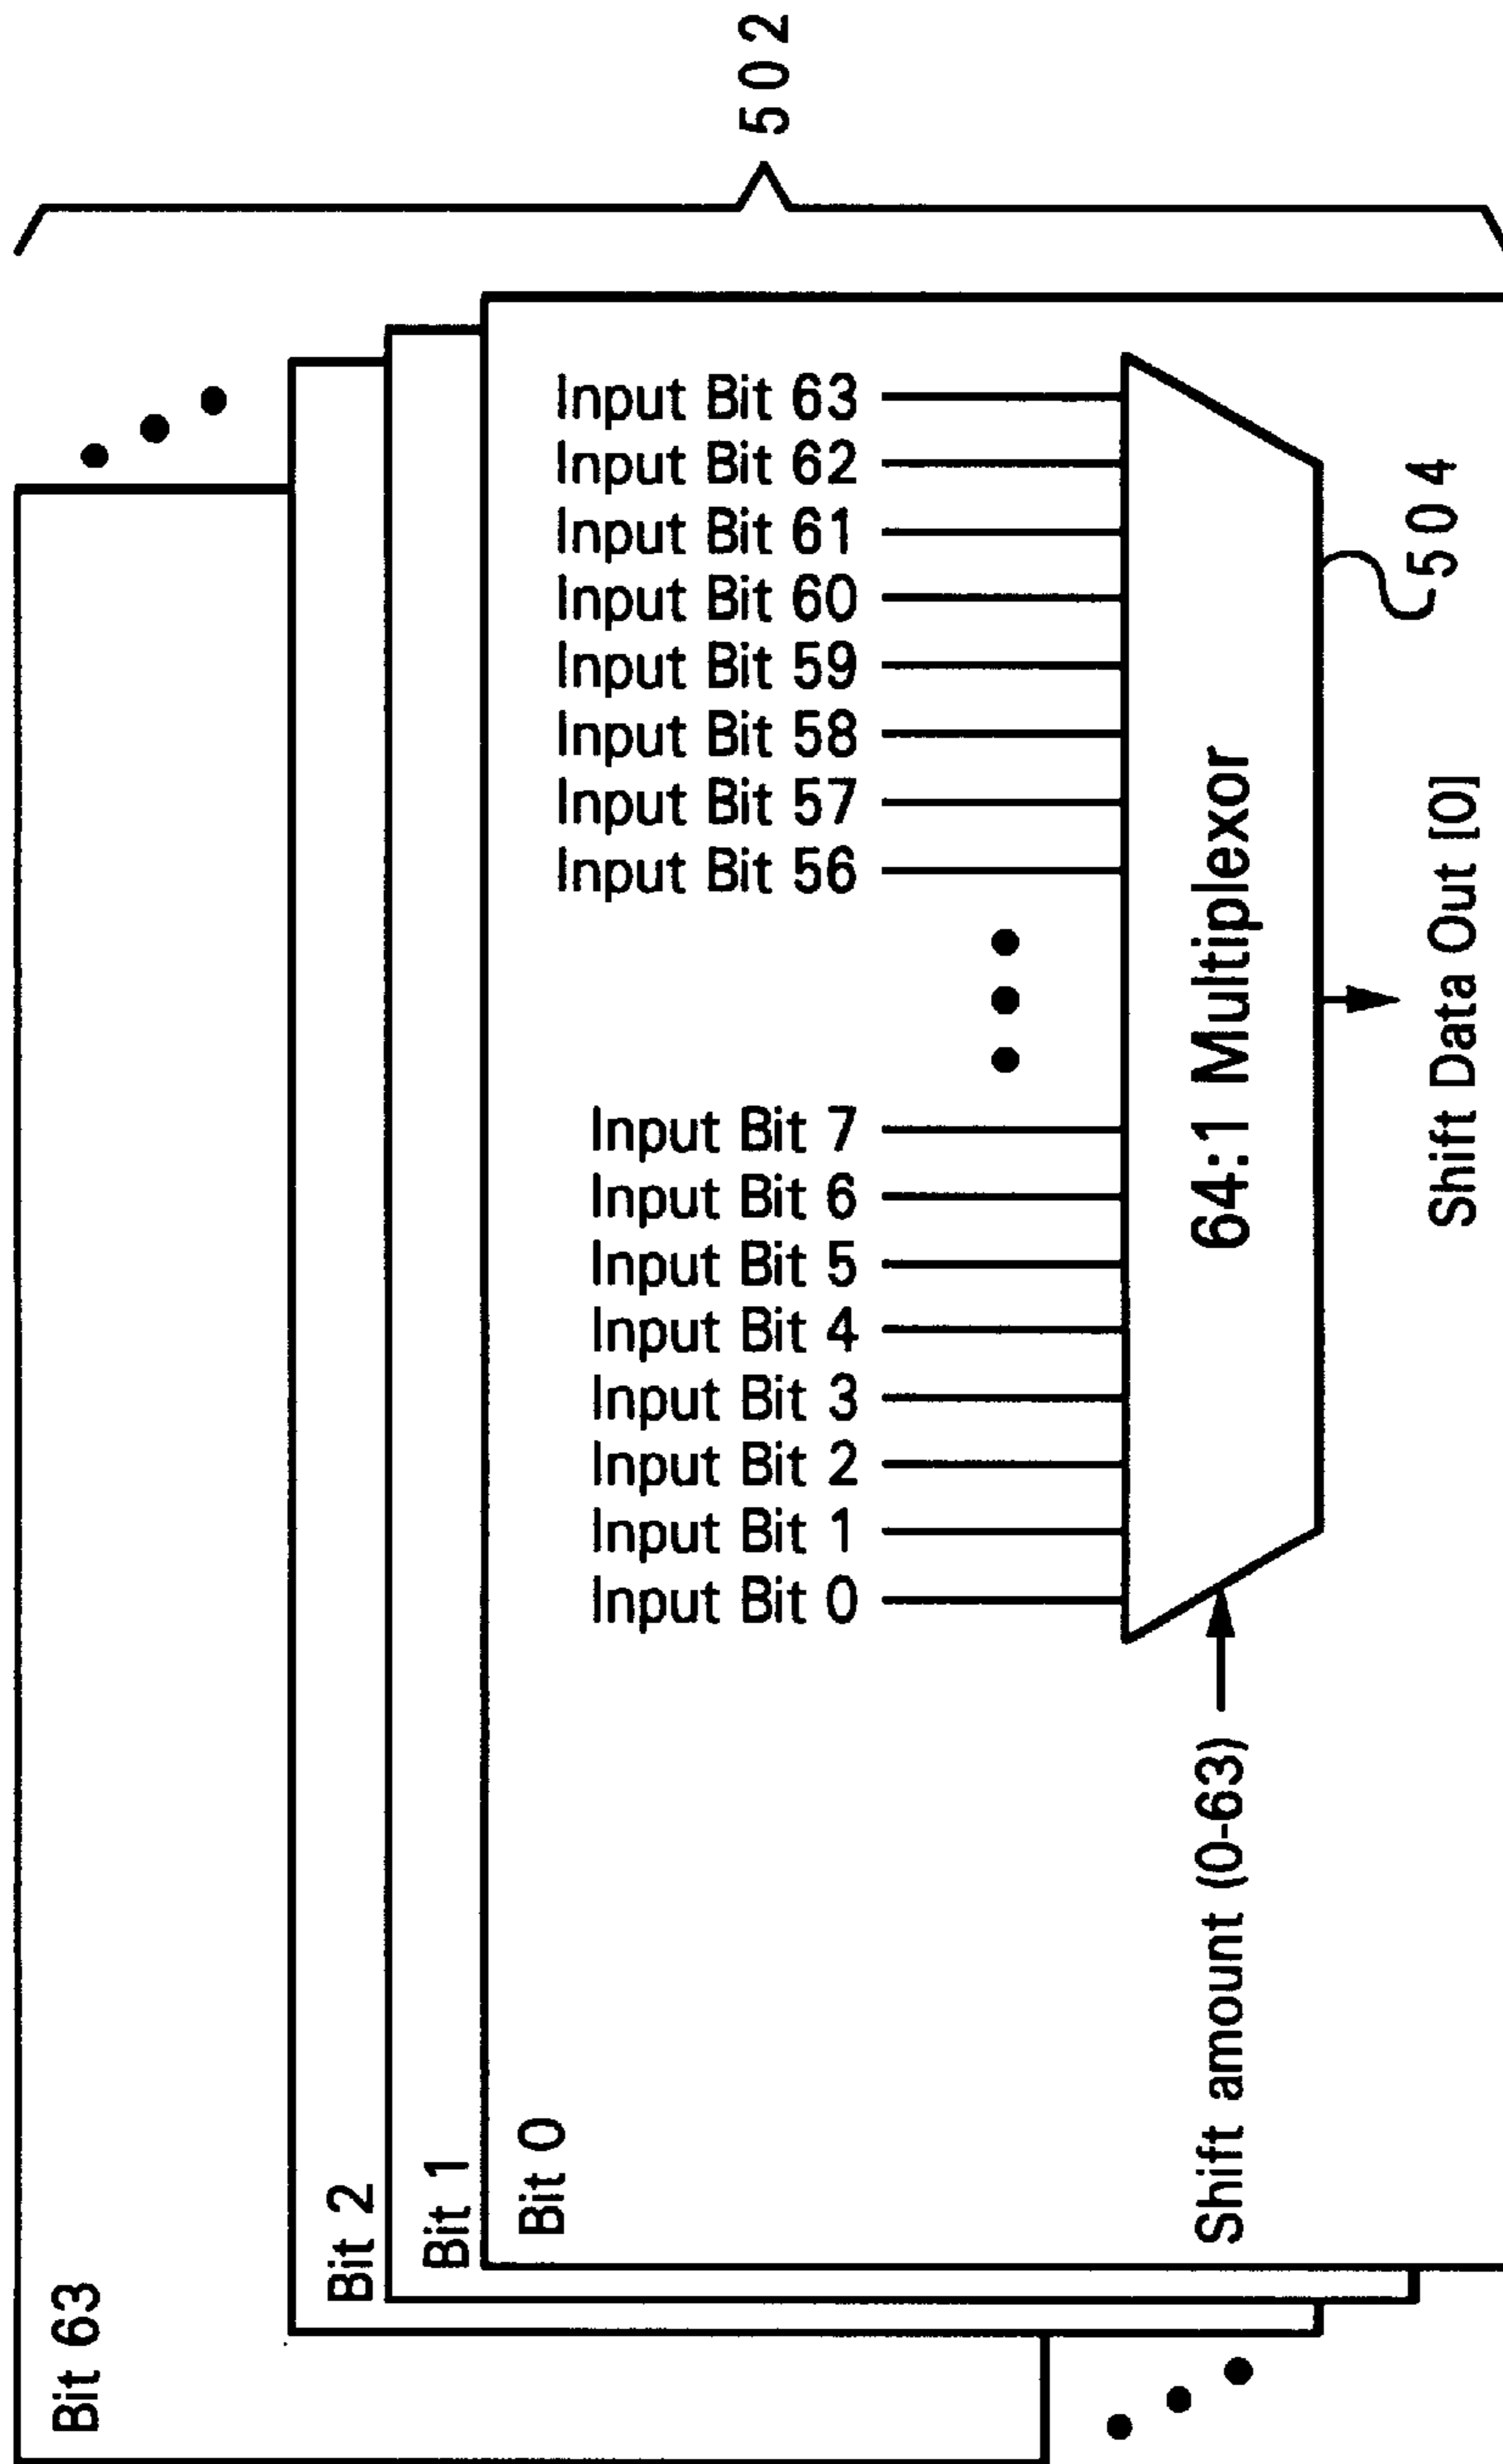 Bit 63
Bit 2
Bit 1
Bit 0
Input Bit 0
Input Bit 1
Input Bit 2
Input Bit 3
Input Bit 4
Input Bit 5
Input Bit 6
Input Bit 7
Input Bit 56
Input Bit 57
Input Bit 58
Input Bit 59
Input Bit 60
Input Bit 61
Input Bit 62
Input Bit 63
Shift amount (0-63)
64:1 Multiplexor
504
Shift Data Out [0]
502